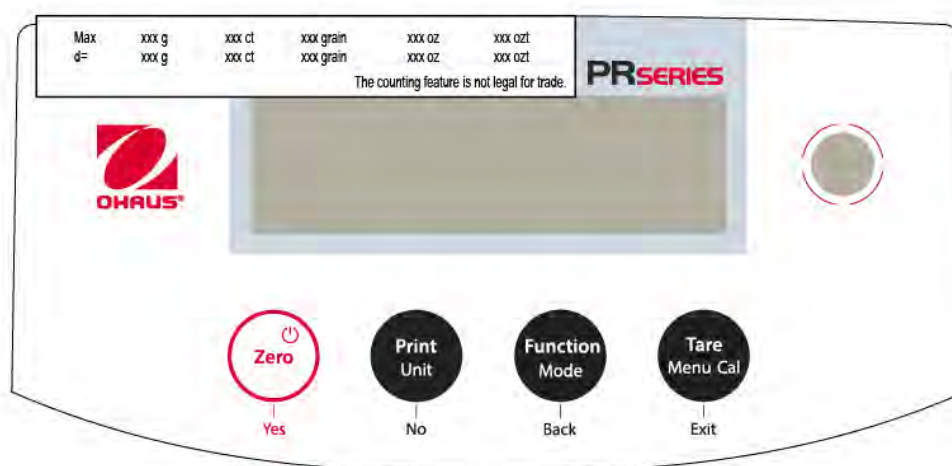 Max xxx g xxx ct xxx grain xxx oz xxx ozt
d= xxx g xxx ct xxx grain xxx oz xxx ozt
The counting feature is not legal for trade.
PRSERIES
OHAUS®
Zero
Print
Unit
Function
Mode
Tare
Menu Cal
Yes
No
Back
Exit